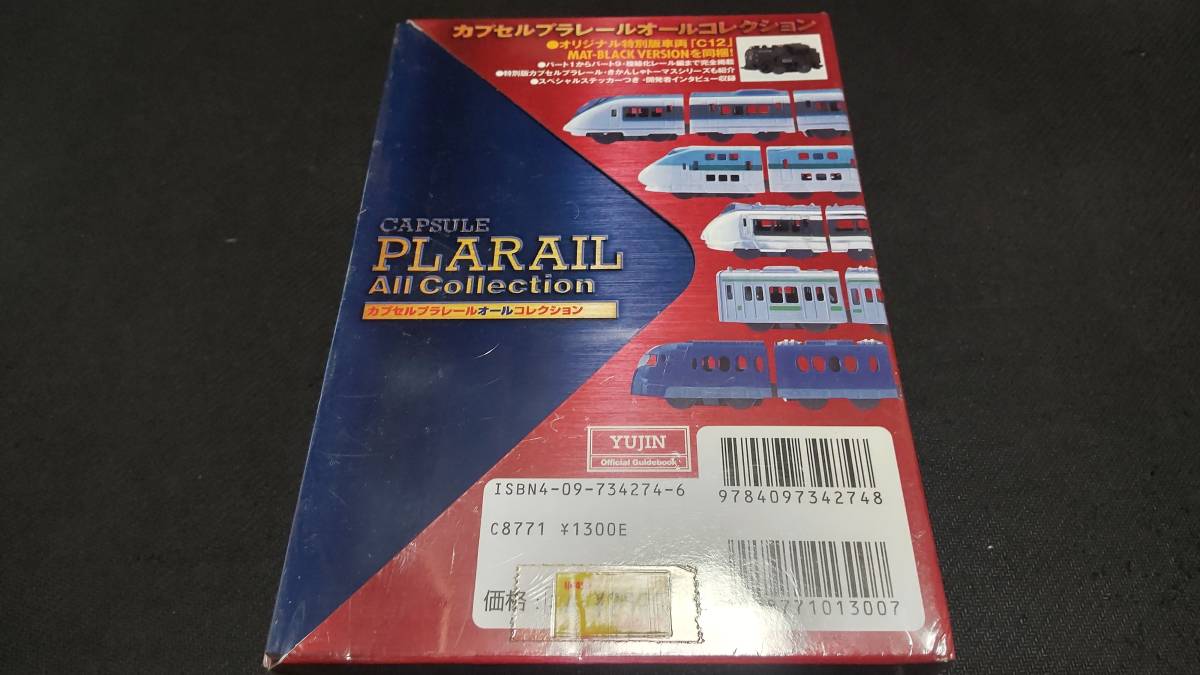 カプセルプラレールオールコレクション
●オリジナル特別版車両「C12」
MAT-BLACK VERSIONを同梱!
●パート1からパート9・複線化レール編まで完全掲載
●特別版カプセルプラレール・きかんしゃトーマスシリーズも紹介
●スペシャルステッカーつき・開発者インタビュー収録
CAPSULE
PLARAIL
All Collection
カプセルプラレールオールコレクション
YUJIN
Official Guidebook
ISBN4-09-734274-6
9784097342748
C8771 ¥1300E
価格:
8771013007